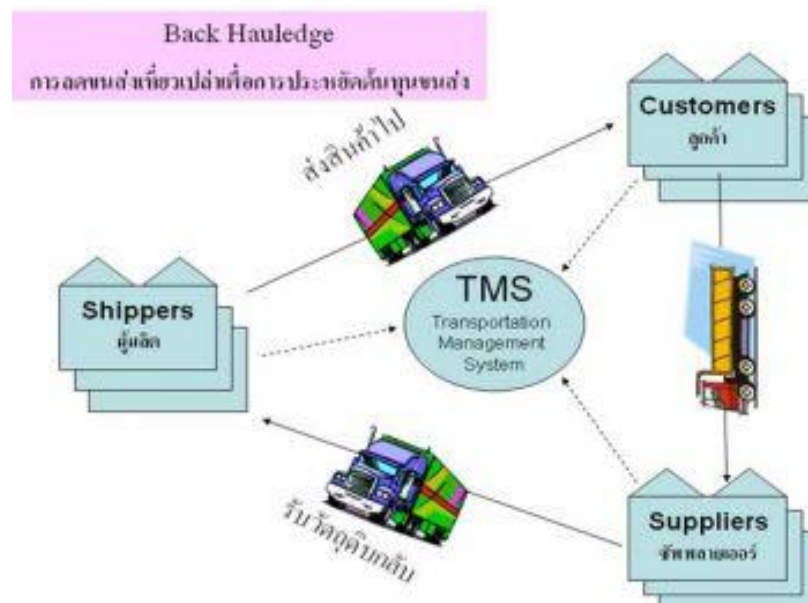 Back Hauledge
การลดขนส่งเที่ยวเปล่าเพื่อการประหยัดต้นทุนขนส่ง
Customers
ลูกค้า
ส่งสินค้าไป
TMS
Transportation
Management
System
Shippers
ผู้ผลิต
รับวัตถุดิบกลับ
Suppliers
ซัพพลายเออร์